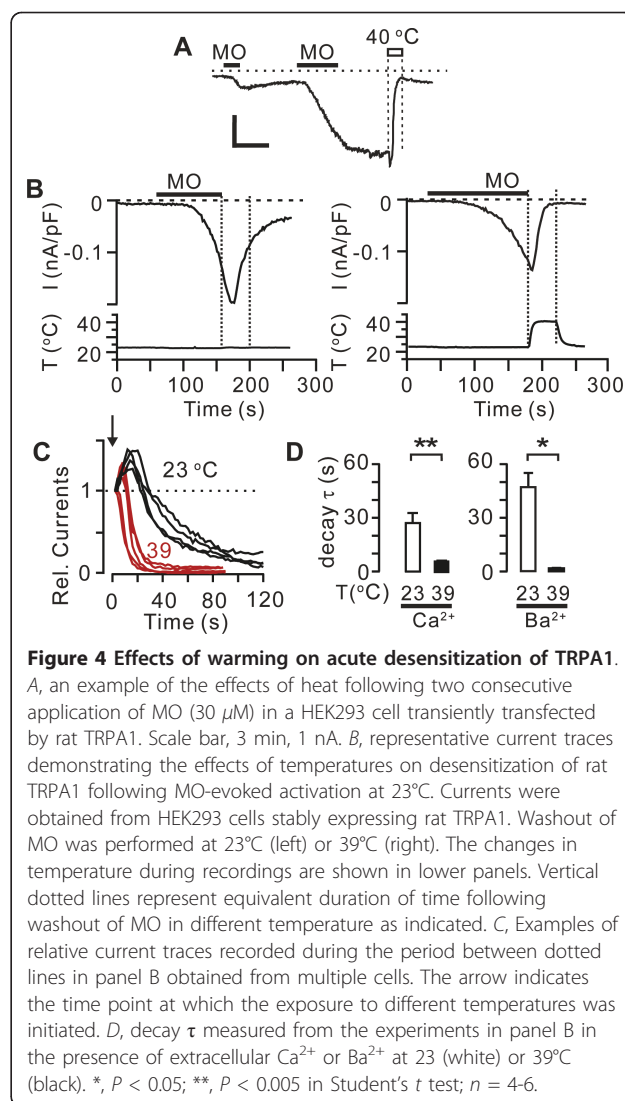 A
MO
MO
40 °C
B
MO
MO
0
-0.1
I (nA/pF)
0
-0.1
I (nA/pF)
40
20
T (°C)
40
20
T (°C)
0 100 200 300
0 100 200 300
Time (s)
Time (s)
C
23 °C
1
0
Rel. Currents
39
0 40 80 120
Time (s)
D
decay τ (s)
60
30
0
**
60
30
0
*
T(°C) 23 39 23 39
Ca²⁺ Ba²⁺
Figure 4 Effects of warming on acute desensitization of TRPA1.
A, an example of the effects of heat following two consecutive
application of MO (30 μM) in a HEK293 cell transiently transfected
by rat TRPA1. Scale bar, 3 min, 1 nA. B, representative current traces
demonstrating the effects of temperatures on desensitization of rat
TRPA1 following MO-evoked activation at 23°C. Currents were
obtained from HEK293 cells stably expressing rat TRPA1. Washout of
MO was performed at 23°C (left) or 39°C (right). The changes in
temperature during recordings are shown in lower panels. Vertical
dotted lines represent equivalent duration of time following
washout of MO in different temperature as indicated. C, Examples of
relative current traces recorded during the period between dotted
lines in panel B obtained from multiple cells. The arrow indicates
the time point at which the exposure to different temperatures was
initiated. D, decay τ measured from the experiments in panel B in
the presence of extracellular Ca²⁺ or Ba²⁺ at 23 (white) or 39°C
(black). *, P < 0.05; **, P < 0.005 in Student's t test; n = 4-6.